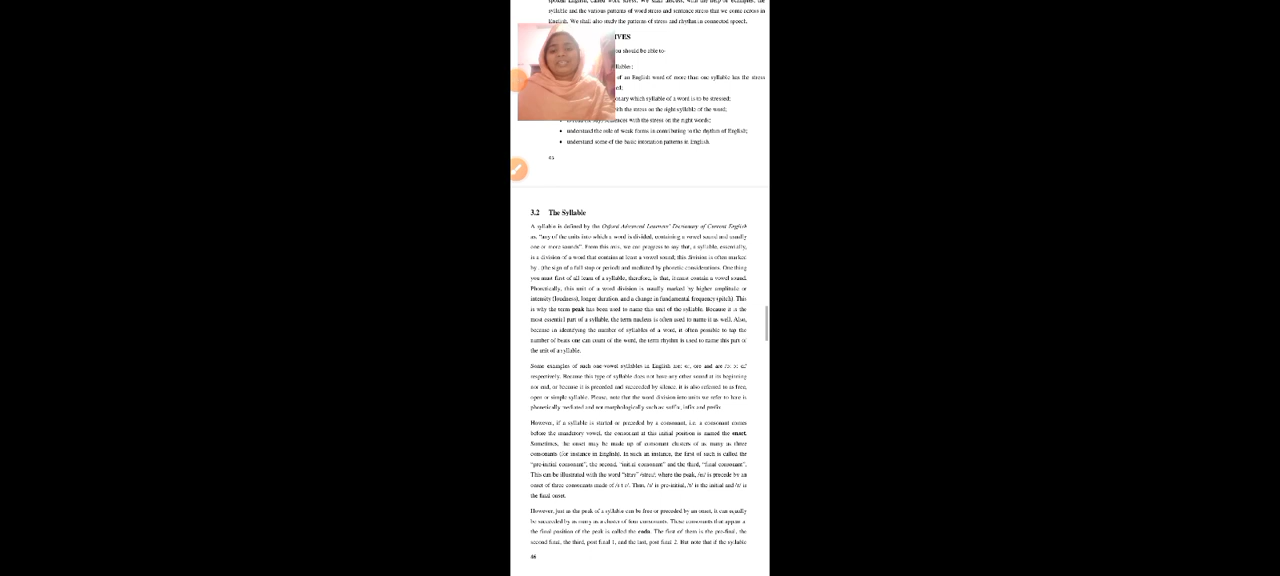 spoken English, called word stress. We shall discuss, with the help of examples, the
syllable and the various patterns of word stress and sentence stress that we come across in
English. We shall also study the patterns of stress and rhythm in connected speech.
IVES
ou should be able to
llables;
of an English word of more than one syllable has the stress
ell;
onary which syllable of a word is to be stressed;
with the stress on the right syllable of the word;
sentences with the stress on the right words;
• understand the role of weak forms in contributing to the rhythm of English;
• understand some of the basic intonation patterns in English.
45
3.2 The Syllable
A syllable is defined by the Oxford Advanced Learners' Dictionary of Current English
as, "any of the units into which a word is divided, containing a vowel sound and usually
one or more sounds". From this area, we can progress to say that, a syllable, essentially,
is a division of a word that contains at least a vowel sound; this division is often marked
by . (the sign of a full stop or period) and mediated by phonetic considerations. One thing
you must first of all learn of a syllable, therefore, is that, it must contain a vowel sound.
Phonetically, this unit of a word division is usually marked by higher amplitude or
intensity (loudness), longer duration, and a change in fundamental frequency (pitch). This
is why the term peak has been used to name this unit of the syllable. Because it is the
most essential part of a syllable, the term nucleus is often used to name it as well. Also,
because in identifying the number of syllables of a word, it often possible to tap the
number of beats one can count of the word, the term rhythm is used to name this part of
the unit of a syllable.
Some examples of such one-vowel syllables in English are: or, ore and are /ɔ: ɔ: ɑ:/
respectively. Because this type of syllable does not have any other sound at its beginning
nor end, or because it is preceded and succeeded by silence, it is also referred to as free,
open or simple syllable. Please, note that the word division into units we refer to here is
phonetically mediated and not morphologically such as: suffix, infix and prefix.
However, if a syllable is started or preceded by a consonant, i.e. a consonant comes
before the mandatory vowel, the consonant at this initial position is named the onset.
Sometimes, the onset may be made up of consonant clusters of as many as three
consonants (for instance in English). In such an instance, the first of such is called the
"pre-initial consonant", the second, "initial consonant" and the third, "final consonant".
This can be illustrated with the word where the peak, is precede by an
onset of three consonants made of /s t r/. Thus, /s/ is pre-initial, /t/ is the initial and /r/ is
the final onset.
However, just as the peak of a syllable can be free or preceded by an onset, it can equally
be succeeded by as many as a cluster of four consonants. These consonants that appear at
the final position of the peak is called the coda. The first of them is the pre-final, the
second final, the third, post final 1, and the last, post final 2. But note that if the syllable
46